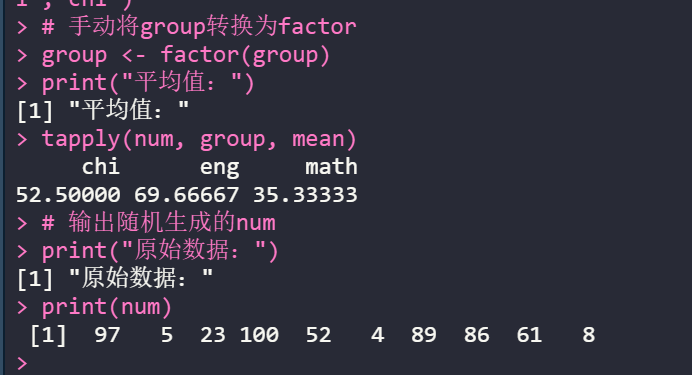 > # 手动将group转换为factor
> group <- factor(group)
> print("平均值：")
[1] "平均值："
> tapply(num, group, mean)
     chi      eng     math
52.50000 69.66667 35.33333
> # 输出随机生成的num
> print("原始数据：")
[1] "原始数据："
> print(num)
 [1]  97   5  23 100  52   4  89  86  61   8
>